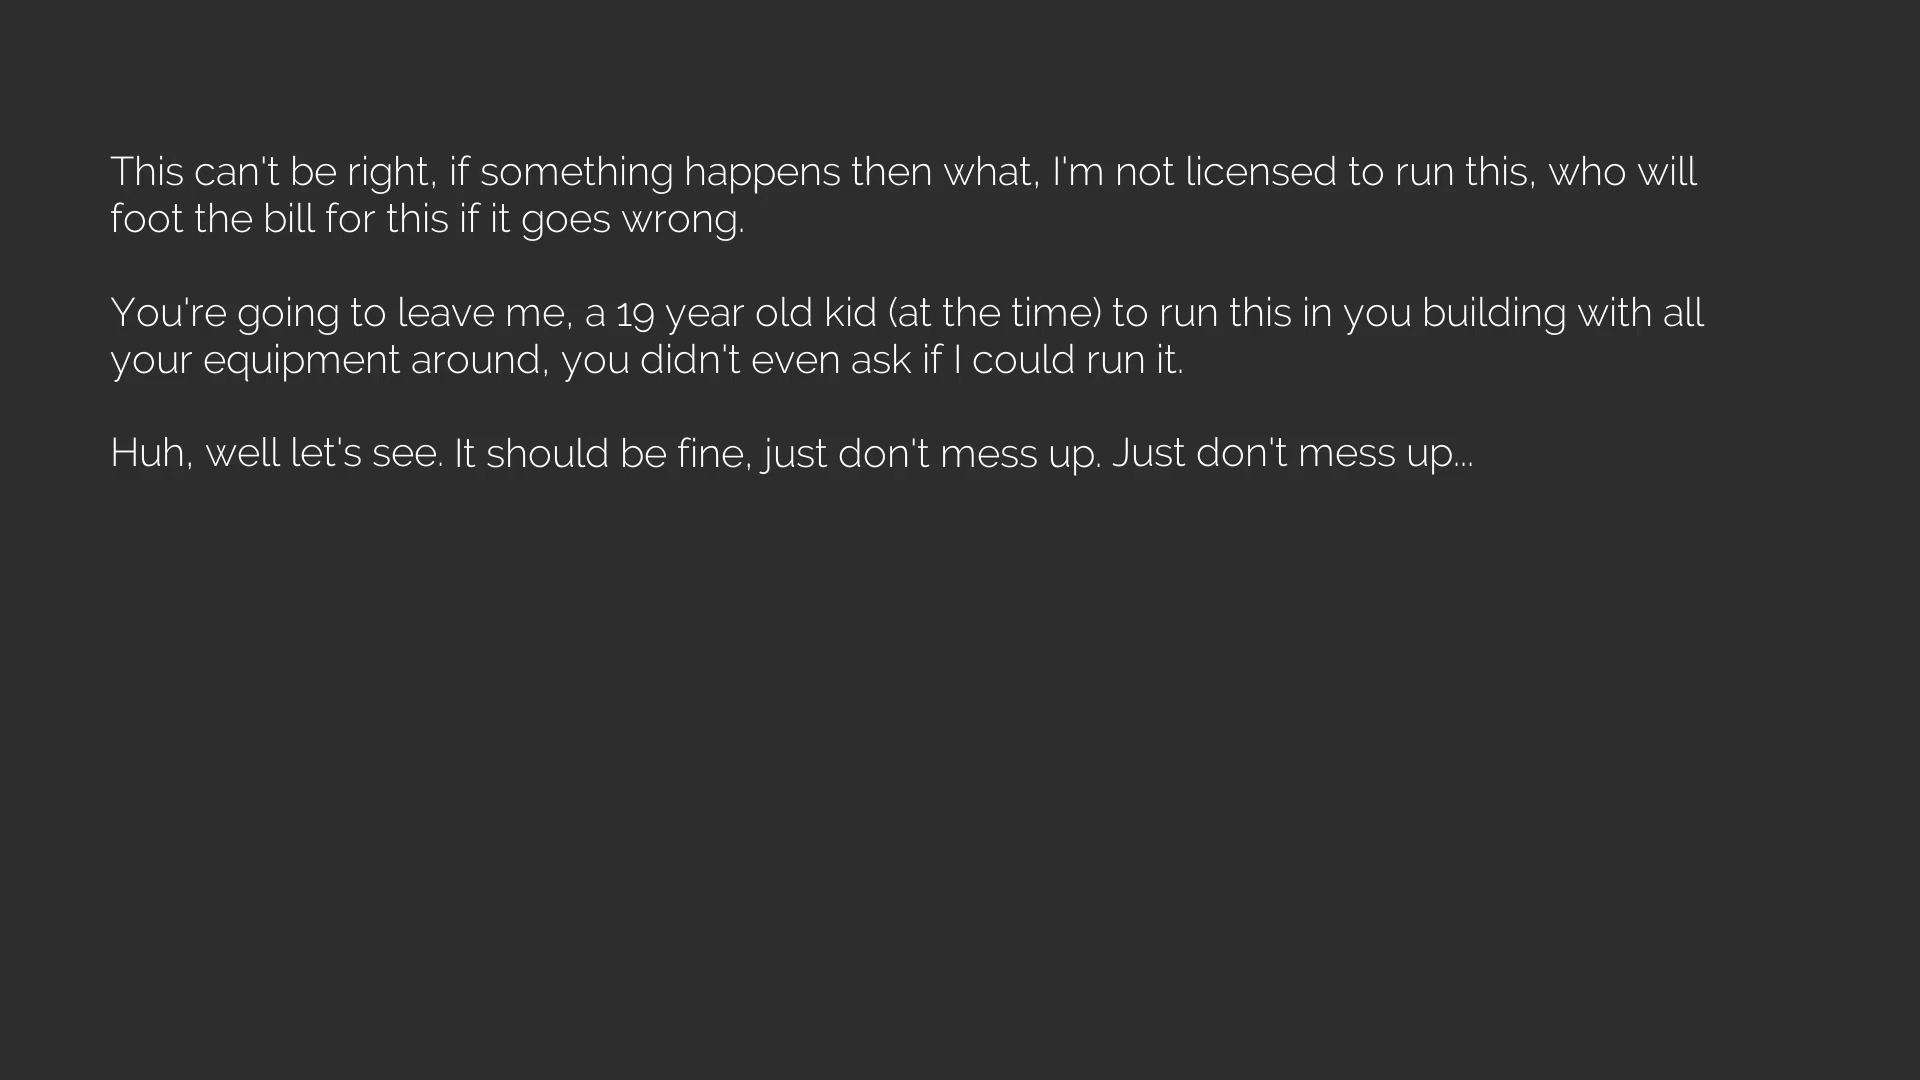 This can't be right, if something happens then what, I'm not licensed to run this, who will
foot the bill for this if it goes wrong.
You're going to leave me, a 19 year old kid (at the time) to run this in you building with all
your equipment around, you didn't even ask if I could run it.
Huh, well let's see. It should be fine, just don't mess up. Just don't mess up...